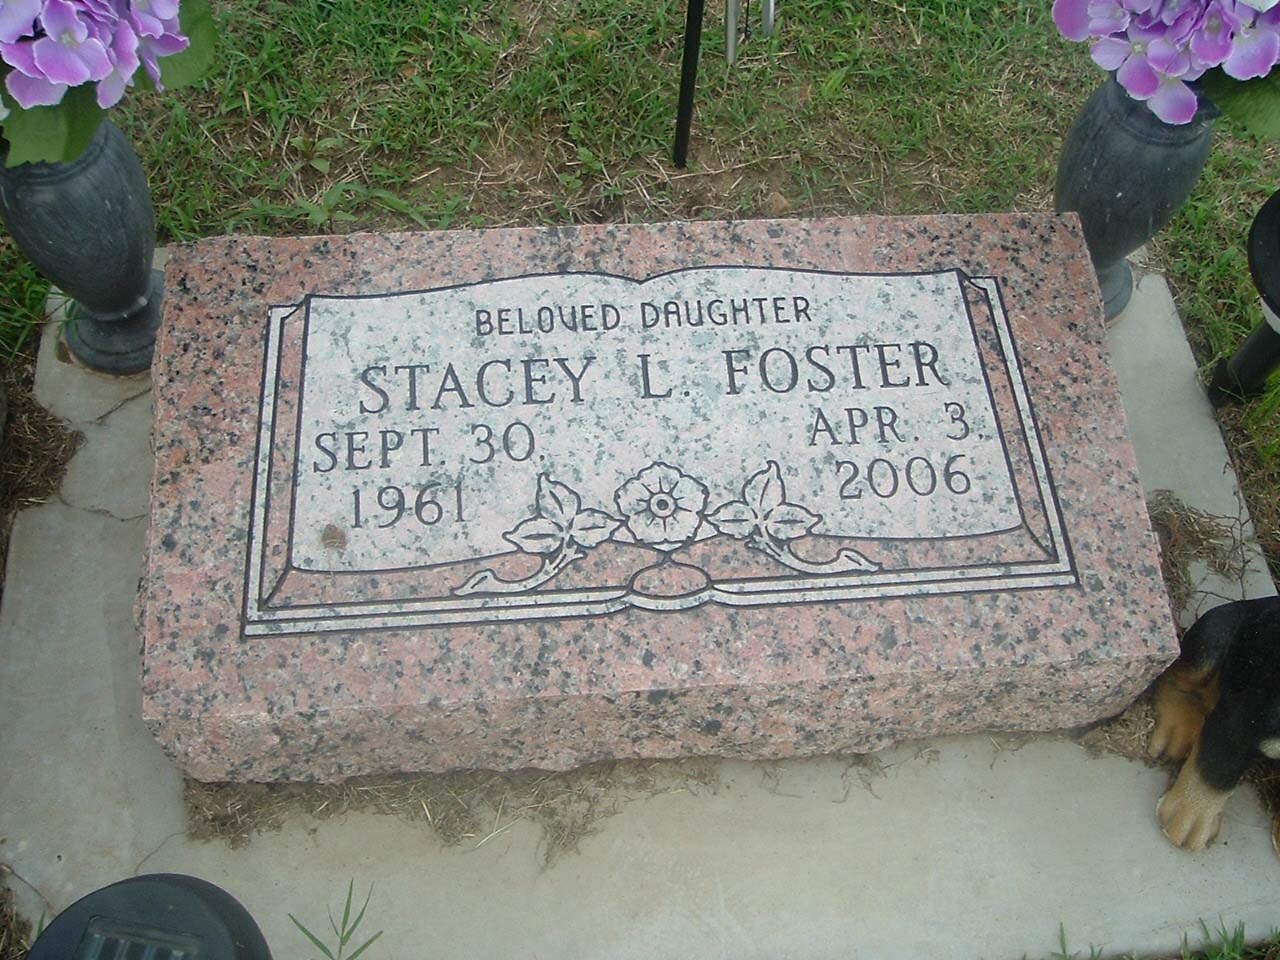 BELOVED DAUGHTER
STACEY L. FOSTER
SEPT 30. APR. 3.
1961 2006